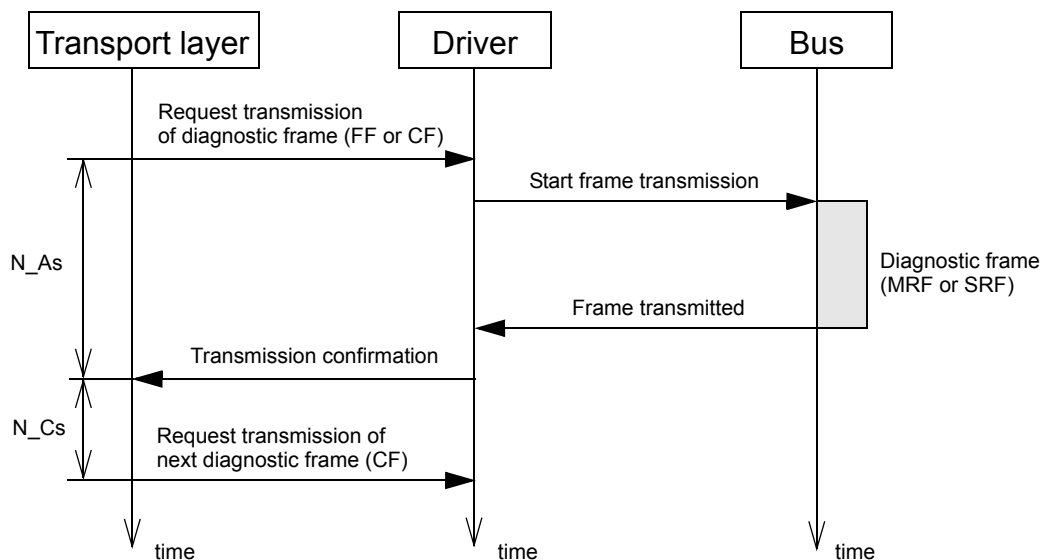 Transport layer
Driver
Bus
Request transmission
of diagnostic frame (FF or CF)
Start frame transmission
N_As
Diagnostic frame
(MRF or SRF)
Frame transmitted
Transmission confirmation
N_Cs
Request transmission of
next diagnostic frame (CF)
time
time
time